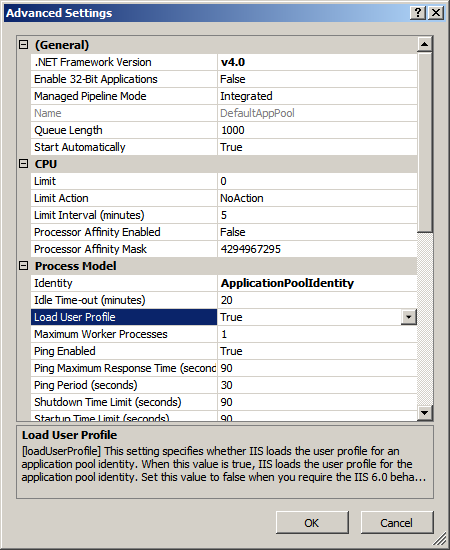 Advanced Settings
(General)
.NET Framework Version v4.0
Enable 32-Bit Applications False
Managed Pipeline Mode Integrated
Name DefaultAppPool
Queue Length 1000
Start Automatically True
CPU
Limit 0
Limit Action NoAction
Limit Interval (minutes) 5
Processor Affinity Enabled False
Processor Affinity Mask 4294967295
Process Model
Identity ApplicationPoolIdentity
Idle Time-out (minutes) 20
Load User Profile True
Maximum Worker Processes 1
Ping Enabled True
Ping Maximum Response Time (second 90
Ping Period (seconds) 30
Shutdown Time Limit (seconds) 90
Startup Time Limit (seconds) 90
Load User Profile
[loadUserProfile] This setting specifies whether IIS loads the user profile for an
application pool identity. When this value is true, IIS loads the user profile for the
application pool identity. Set this value to false when you require the IIS 6.0 beha...
OK Cancel